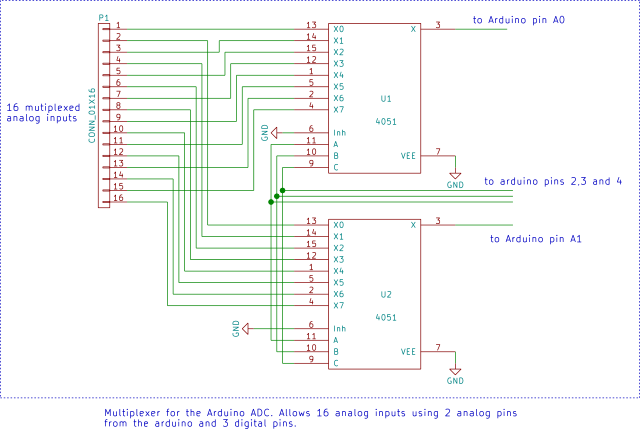 P1
CONN_01X16
1
2
3
4
5
6
7
8
9
10
11
12
13
14
15
16
16 mutiplexed
analog inputs
13 X0
14 X1
15 X2
12 X3
1 X4
5 X5
2 X6
4 X7
GND 6 Inh
11 A
10 B
9 C
X 3
U1
4051
VEE 7
GND
to Arduino pin A0
to arduino pins 2,3 and 4
13 X0
14 X1
15 X2
12 X3
1 X4
5 X5
2 X6
4 X7
GND 6 Inh
11 A
10 B
9 C
X 3
U2
4051
VEE 7
GND
to Arduino pin A1
Multiplexer for the Arduino ADC. Allows 16 analog inputs using 2 analog pins
from the arduino and 3 digital pins.